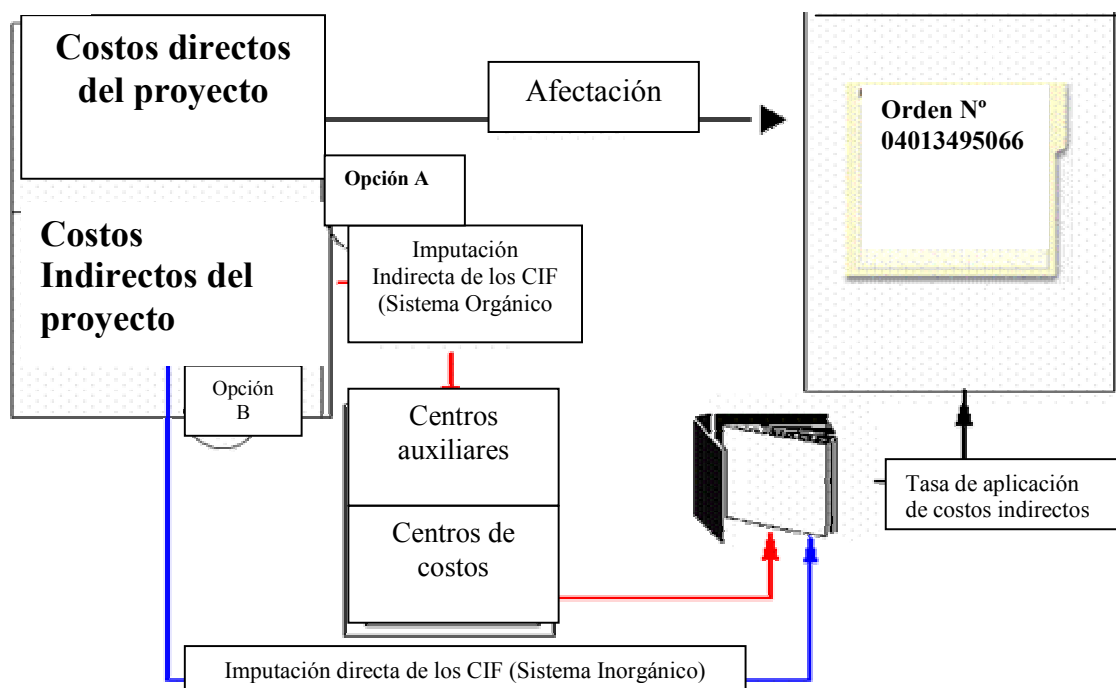 Costos directos
del proyecto
Afectación
Orden Nº
04013495066
Opción A
Costos
Indirectos del
proyecto
Imputación
Indirecta de los CIF
(Sistema Orgánico
Opción
B
Centros
auxiliares
Centros de
costos
Tasa de aplicación
de costos indirectos
Imputación directa de los CIF (Sistema Inorgánico)